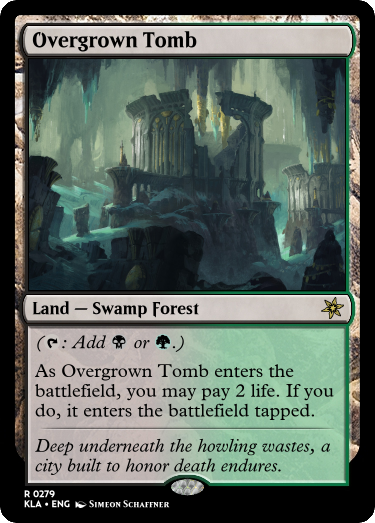 Overgrown Tomb
Land — Swamp Forest
(: Add or .)
As Overgrown Tomb enters the
battlefield, you may pay 2 life. If you
do, it enters the battlefield tapped.
Deep underneath the howling wastes, a
city built to honor death endures.
R 0279
KLA • ENG Simeon Schaffner